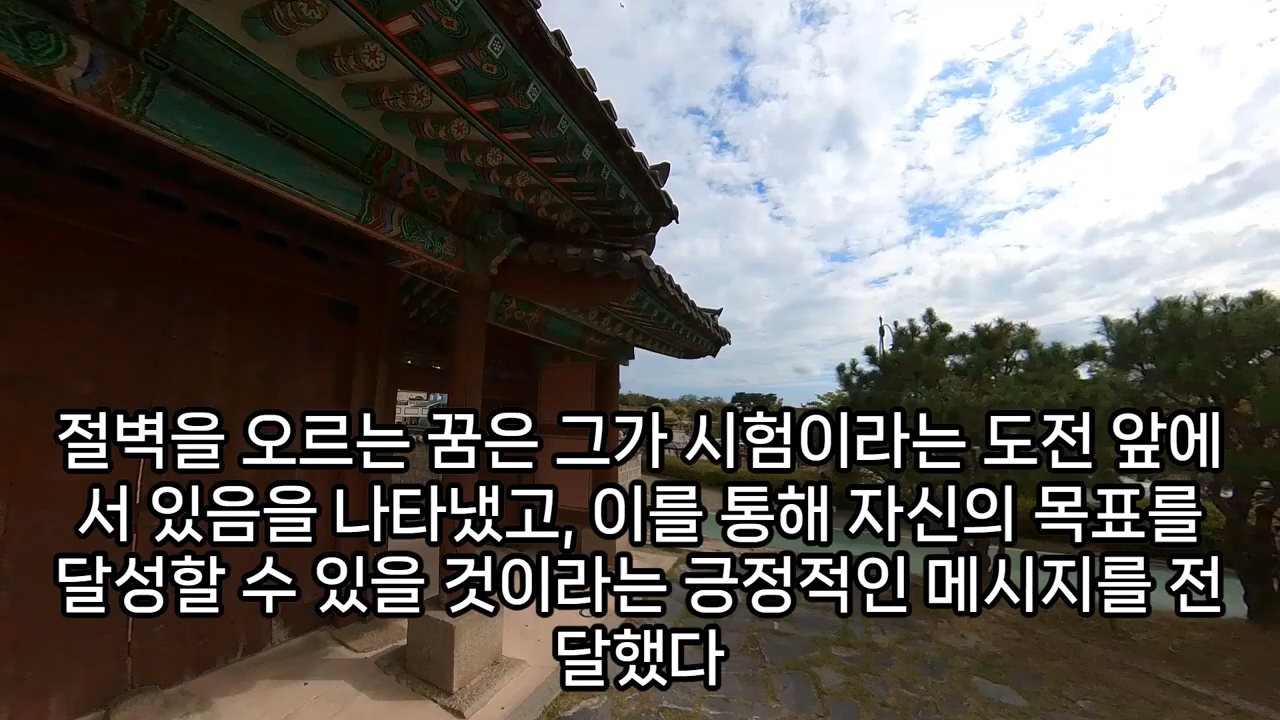 절벽을 오르는 꿈은 그가 시험이라는 도전 앞에
서 있음을 나타냈고, 이를 통해 자신의 목표를
달성할 수 있을 것이라는 긍정적인 메시지를 전
달했다